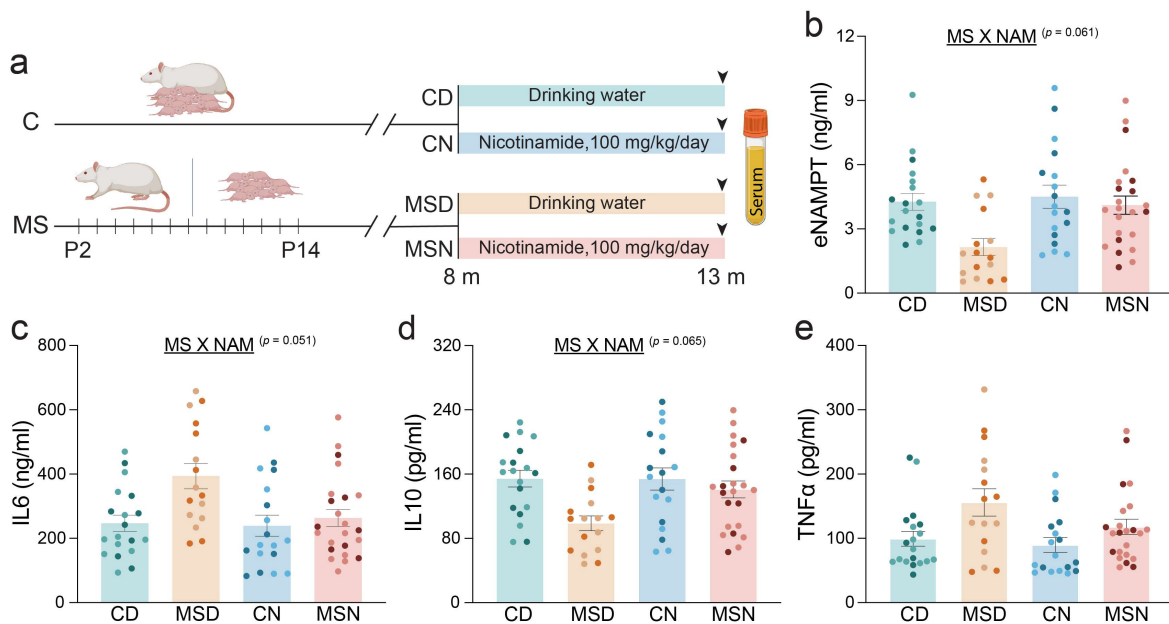 a
C
MS
P2
P14
CD
Drinking water
CN
Nicotinamide,100 mg/kg/day
MSD
Drinking water
MSN
Nicotinamide,100 mg/kg/day
8 m
13 m
Serum
b
MS X NAM (p = 0.061)
eNAMPT (ng/ml)
12
9
6
3
0
CD MSD CN MSN
c
MS X NAM (p = 0.051)
IL6 (ng/ml)
800
600
400
200
0
CD MSD CN MSN
d
MS X NAM (p = 0.065)
IL10 (pg/ml)
320
240
160
80
0
CD MSD CN MSN
e
TNFα (pg/ml)
400
300
200
100
0
CD MSD CN MSN